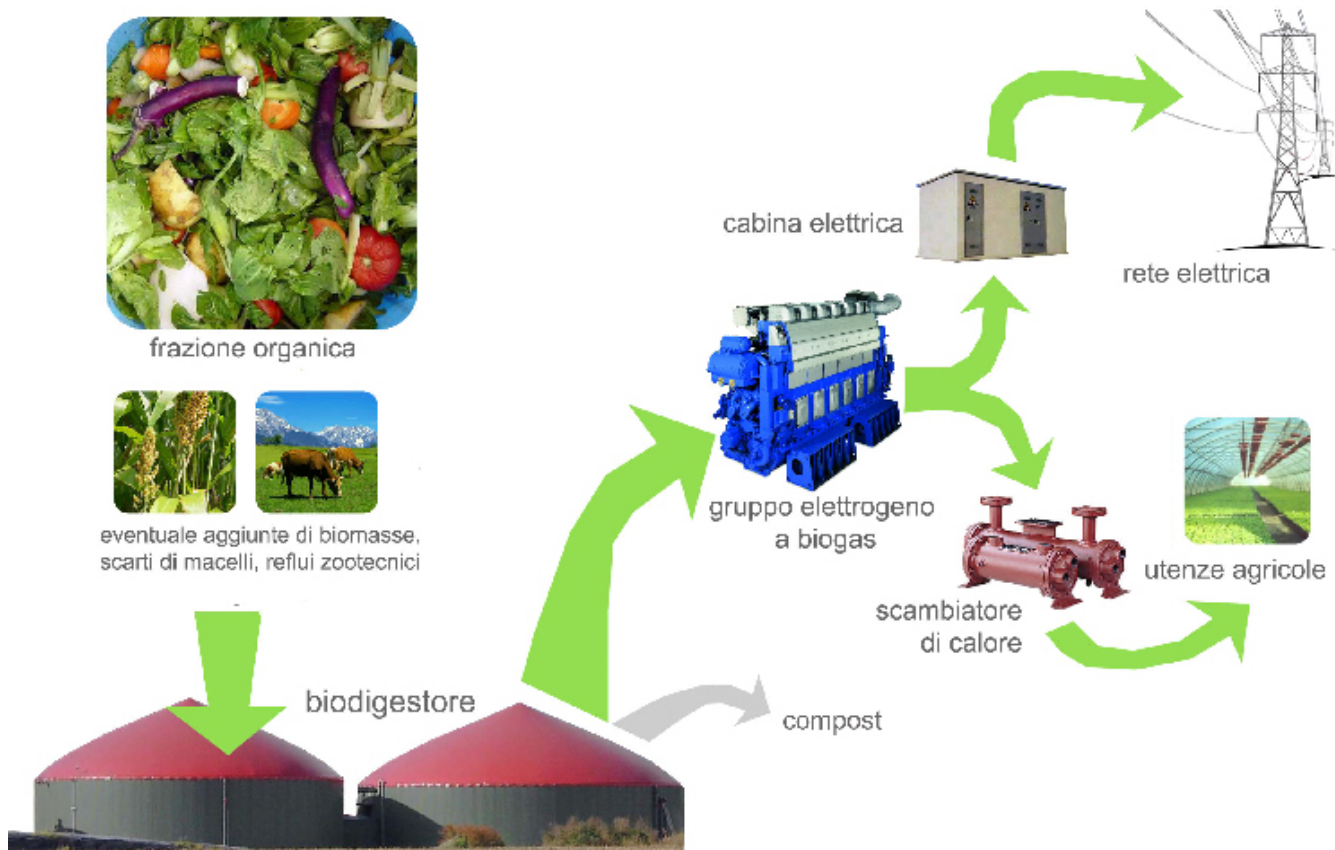 frazione organica
eventuale aggiunte di biomasse,
scarti di macelli, reflui zootecnici
biodigestore
compost
gruppo elettrogeno
a biogas
cabina elettrica
rete elettrica
scambiatore
di calore
utenze agricole